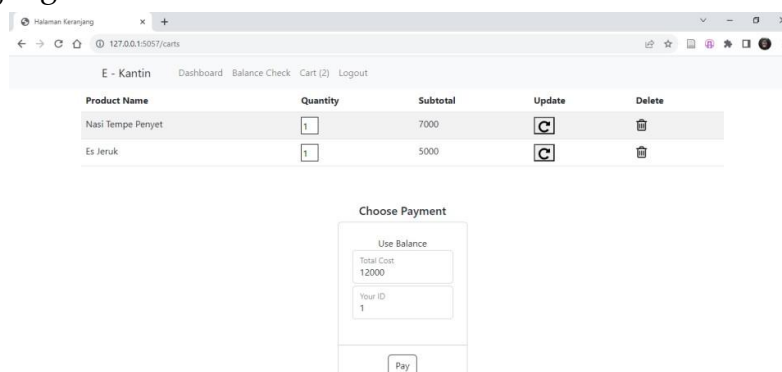 Halaman Keranjang
127.0.0.1:5057/carts
E - Kantin Dashboard Balance Check Cart (2) Logout
Product Name Quantity Subtotal Update Delete
Nasi Tempe Penyet 1 7000
Es Jeruk 1 5000
Choose Payment
Use Balance
Total Cost
12000
Your ID
1
Pay